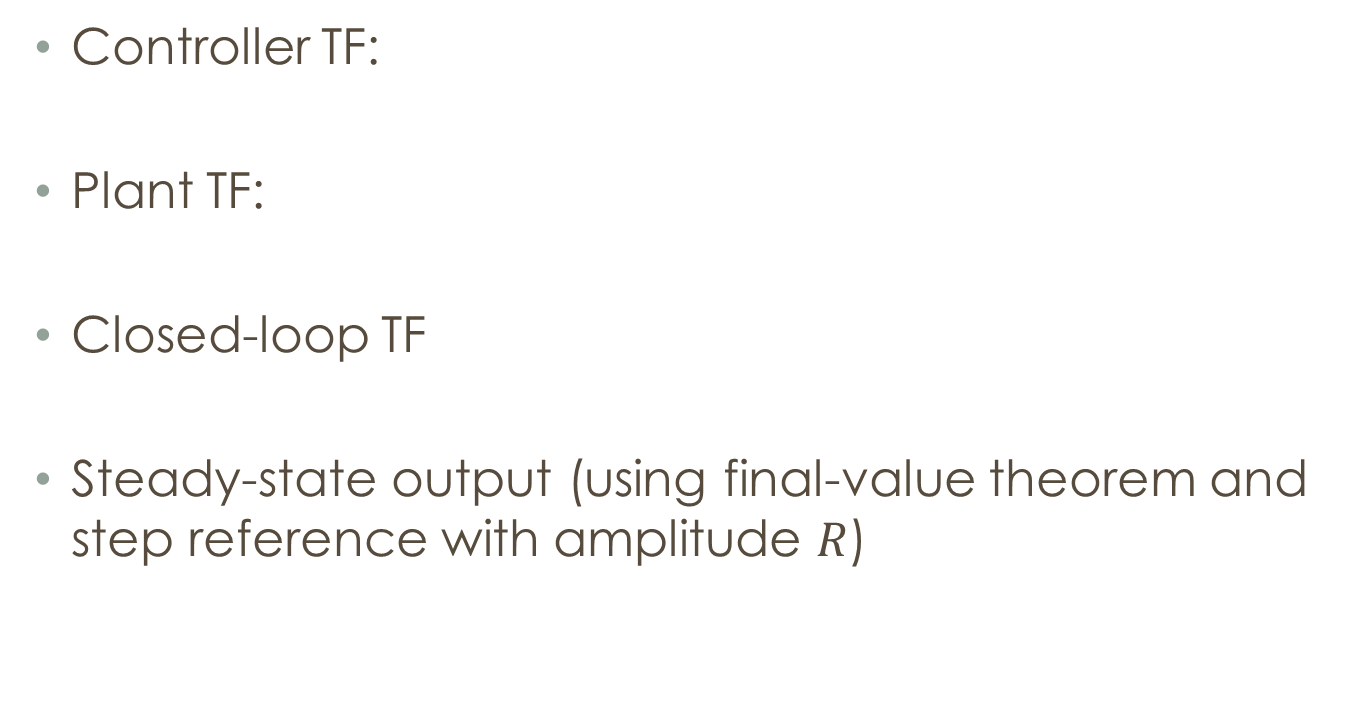 • Controller TF:
• Plant TF:
• Closed-loop TF
• Steady-state output (using final-value theorem and
step reference with amplitude R)